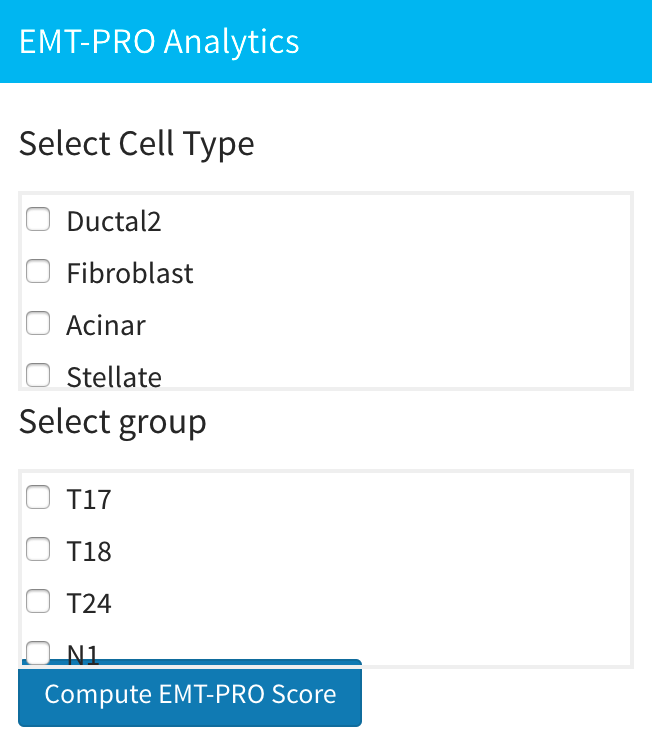 EMT-PRO Analytics
Select Cell Type
Ductal2
Fibroblast
Acinar
Stellate
Select group
T17
T18
T24
N1
Compute EMT-PRO Score